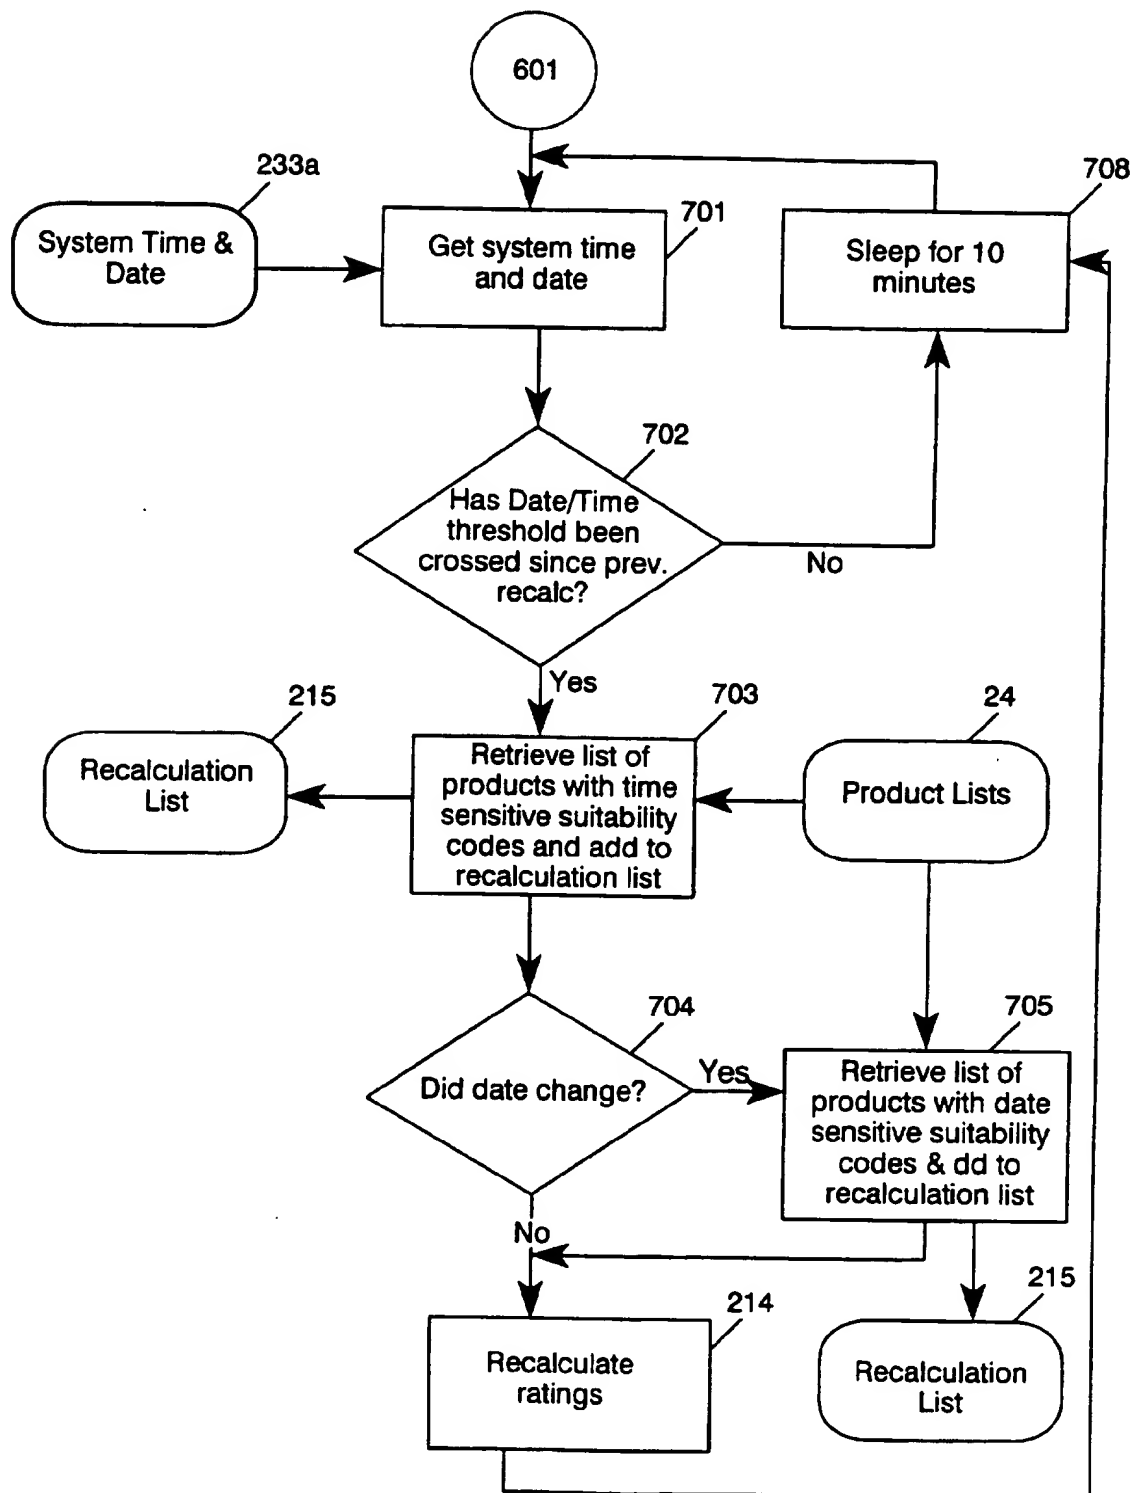 601
233a
708
System Time &
Date
701
Get system time
and date
Sleep for 10
minutes
702
Has Date/Time
threshold been
crossed since prev.
recalc?
No
Yes
215
703
24
Recalculation
List
Retrieve list of
products with time
sensitive suitability
codes and add to
recalculation list
Product Lists
704
705
Did date change?
Yes
Retrieve list of
products with date
sensitive suitability
codes & dd to
recalculation list
No
214
215
Recalculate
ratings
Recalculation
List